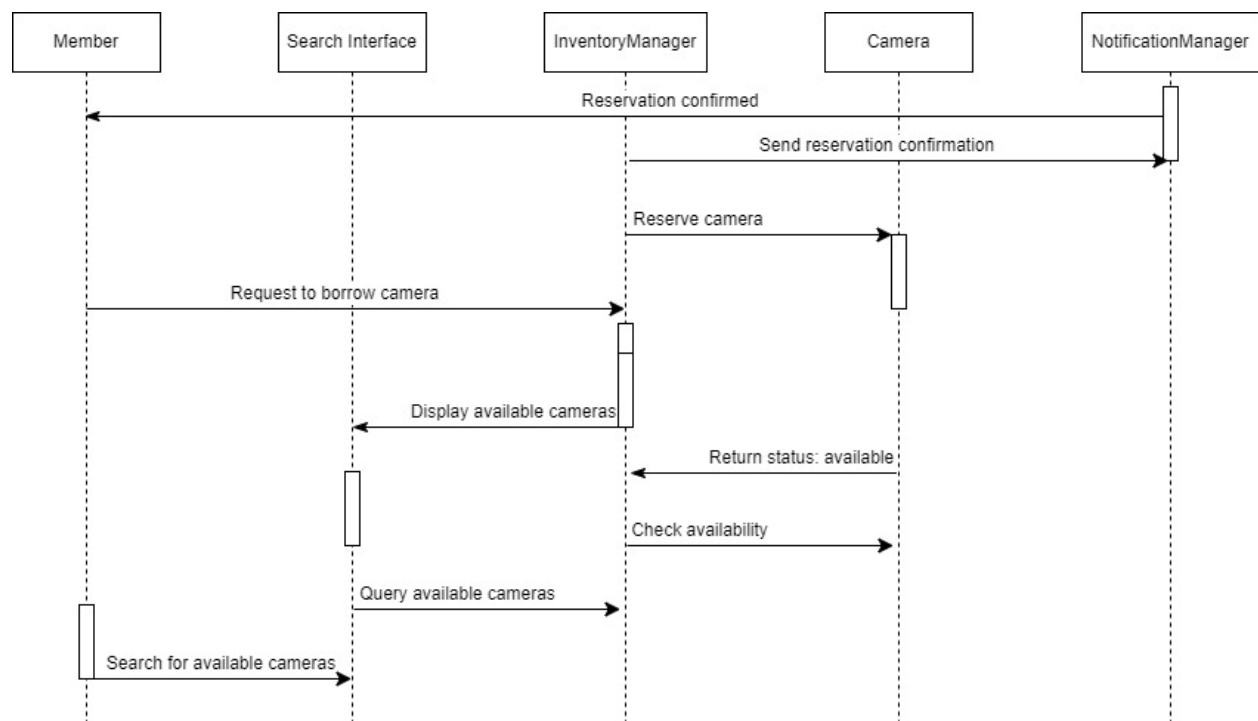 Member
Search Interface
InventoryManager
Camera
NotificationManager
Reservation confirmed
Send reservation confirmation
Reserve camera
Request to borrow camera
Display available cameras
Return status: available
Check availability
Query available cameras
Search for available cameras